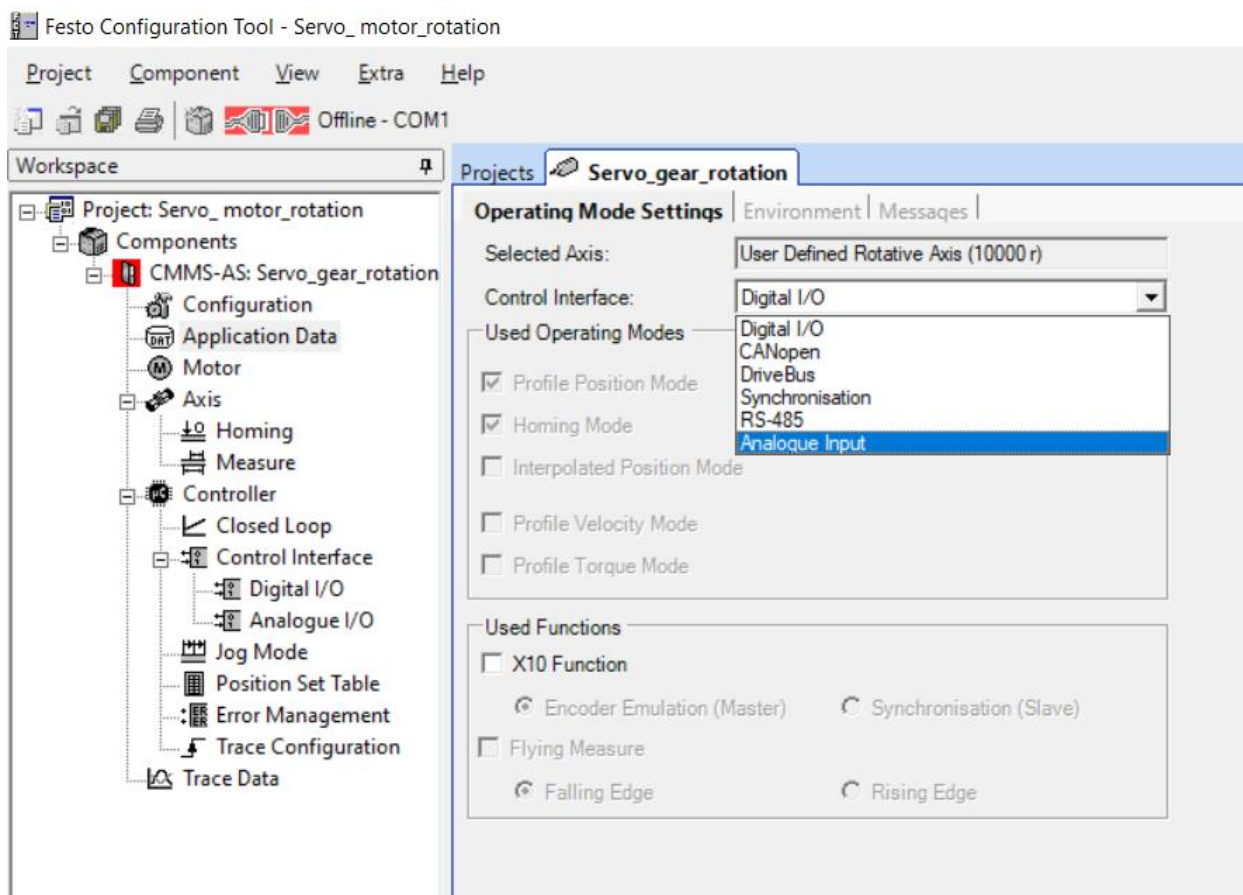 Festo Configuration Tool - Servo_ motor_rotation
Project Component View Extra Help
Offline - COM1
Workspace
Project: Servo_ motor_rotation
Components
CMMS-AS: Servo_gear_rotation
Configuration
Application Data
Motor
Axis
Homing
Measure
Controller
Closed Loop
Control Interface
Digital I/O
Analogue I/O
Jog Mode
Position Set Table
Error Management
Trace Configuration
Trace Data
Projects Servo_gear_rotation
Operating Mode Settings Environment Messages
Selected Axis: User Defined Rotative Axis (10000 r)
Control Interface: Digital I/O
Digital I/O
CANopen
DriveBus
Synchronisation
RS-485
Analogue Input
Used Operating Modes
Profile Position Mode
Homing Mode
Interpolated Position Mode
Profile Velocity Mode
Profile Torque Mode
Used Functions
X10 Function
Encoder Emulation (Master) Synchronisation (Slave)
Flying Measure
Falling Edge Rising Edge